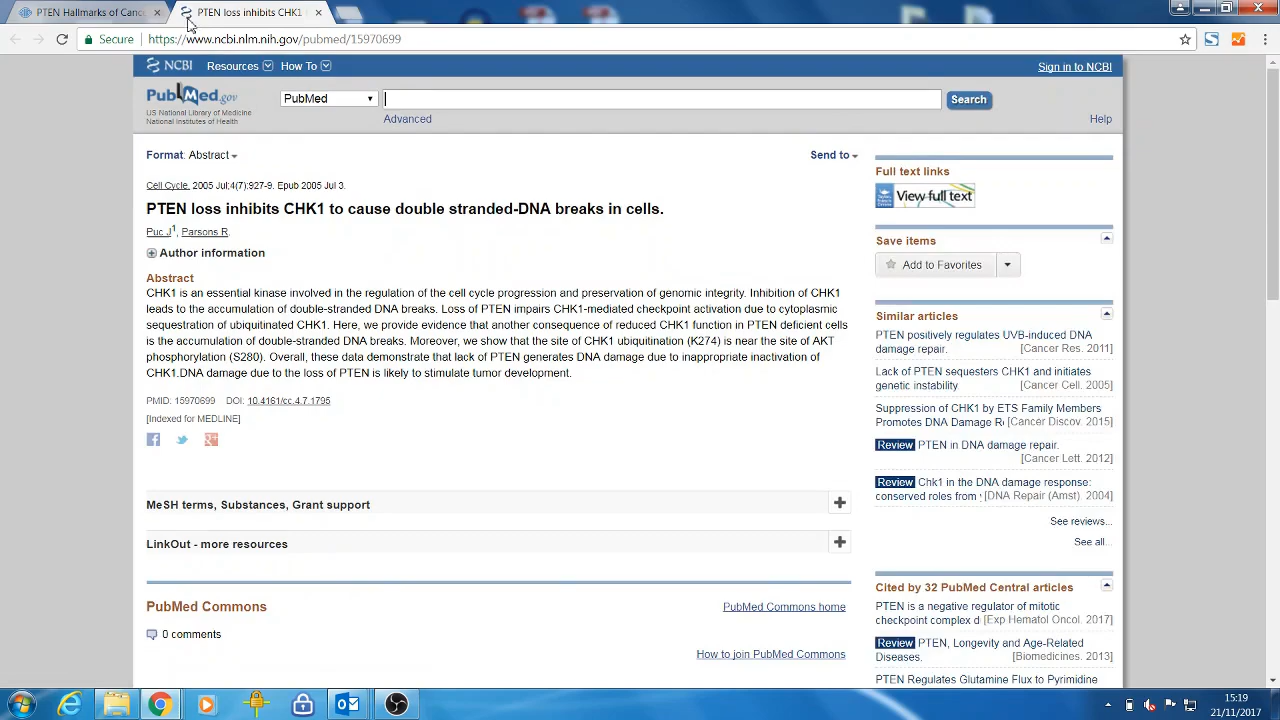 PTEN Hallmarks of Canc
PTEN loss inhibits CHK1
Secure
https://www.ncbi.nlm.nih.gov/pubmed/15970699
NCBI
Resources
How To
Sign in to NCBI
PubMed.gov
US National Library of Medicine
National Institutes of Health
PubMed
Search
Advanced
Help
Format: Abstract
Send to
Cell Cycle. 2005 Jul;4(7):927-9. Epub 2005 Jul 3.
PTEN loss inhibits CHK1 to cause double stranded-DNA breaks in cells.
Puc J1, Parsons R.
Author information
Abstract
CHK1 is an essential kinase involved in the regulation of the cell cycle progression and preservation of genomic integrity. Inhibition of CHK1
leads to the accumulation of double-stranded DNA breaks. Loss of PTEN impairs CHK1-mediated checkpoint activation due to cytoplasmic
sequestration of ubiquitinated CHK1. Here, we provide evidence that another consequence of reduced CHK1 function in PTEN deficient cells
is the accumulation of double-stranded DNA breaks. Moreover, we show that the site of CHK1 ubiquitination (K274) is near the site of AKT
phosphorylation (S280). Overall, these data demonstrate that lack of PTEN generates DNA damage due to inappropriate inactivation of
CHK1.DNA damage due to the loss of PTEN is likely to stimulate tumor development.
PMID: 15970699 DOI: 10.4161/cc.4.7.1795
[Indexed for MEDLINE]
MeSH terms, Substances, Grant support
LinkOut - more resources
PubMed Commons
PubMed Commons home
0 comments
How to join PubMed Commons
Full text links
View full text
Save items
Add to Favorites
Similar articles
PTEN positively regulates UVB-induced DNA
damage repair. [Cancer Res. 2011]
Lack of PTEN sequesters CHK1 and initiates
genetic instability. [Cancer Cell. 2005]
Suppression of CHK1 by ETS Family Members
Promotes DNA Damage R [Cancer Discov. 2015]
Review PTEN in DNA damage repair.
[Cancer Lett. 2012]
Review Chk1 in the DNA damage response:
conserved roles from [DNA Repair (Amst). 2004]
See reviews...
See all...
Cited by 32 PubMed Central articles
PTEN is a negative regulator of mitotic
checkpoint complex d [Exp Hematol Oncol. 2017]
Review PTEN, Longevity and Age-Related
Diseases. [Biomedicines. 2013]
PTEN Regulates Glutamine Flux to Pyrimidine
15:19
21/11/2017